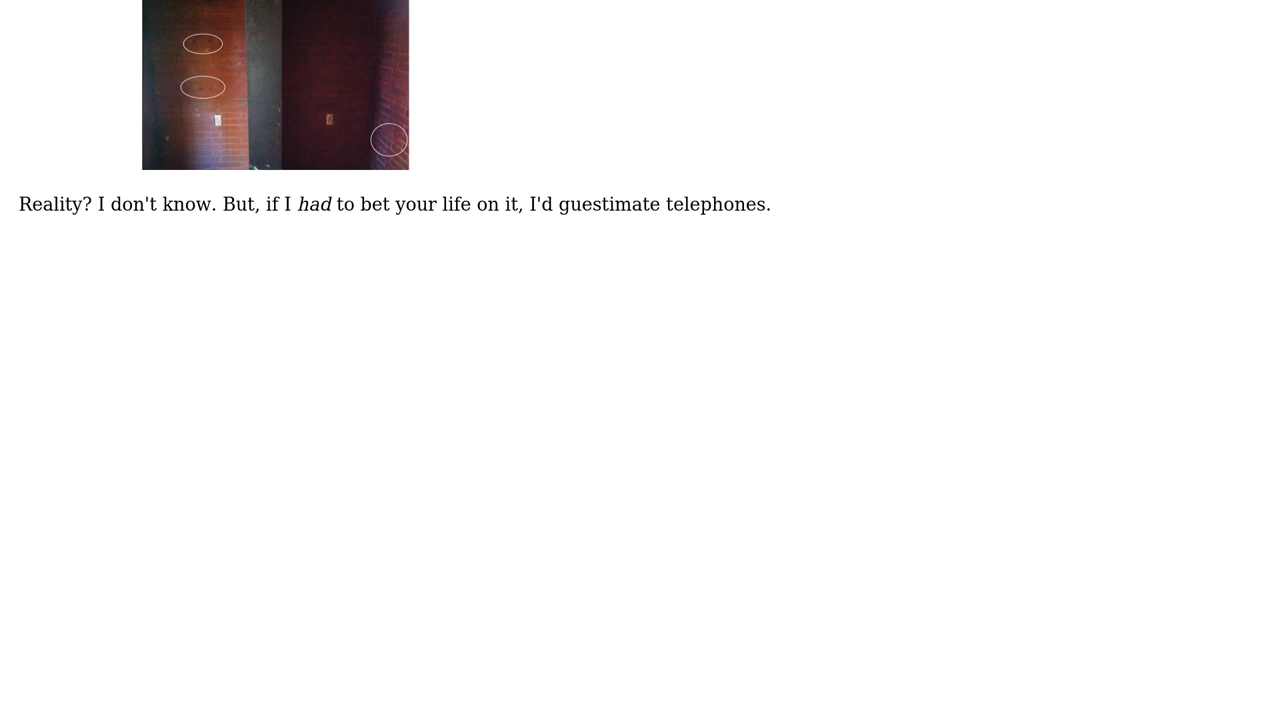 Reality? I don't know. But, if I had to bet your life on it, I'd guestimate telephones.